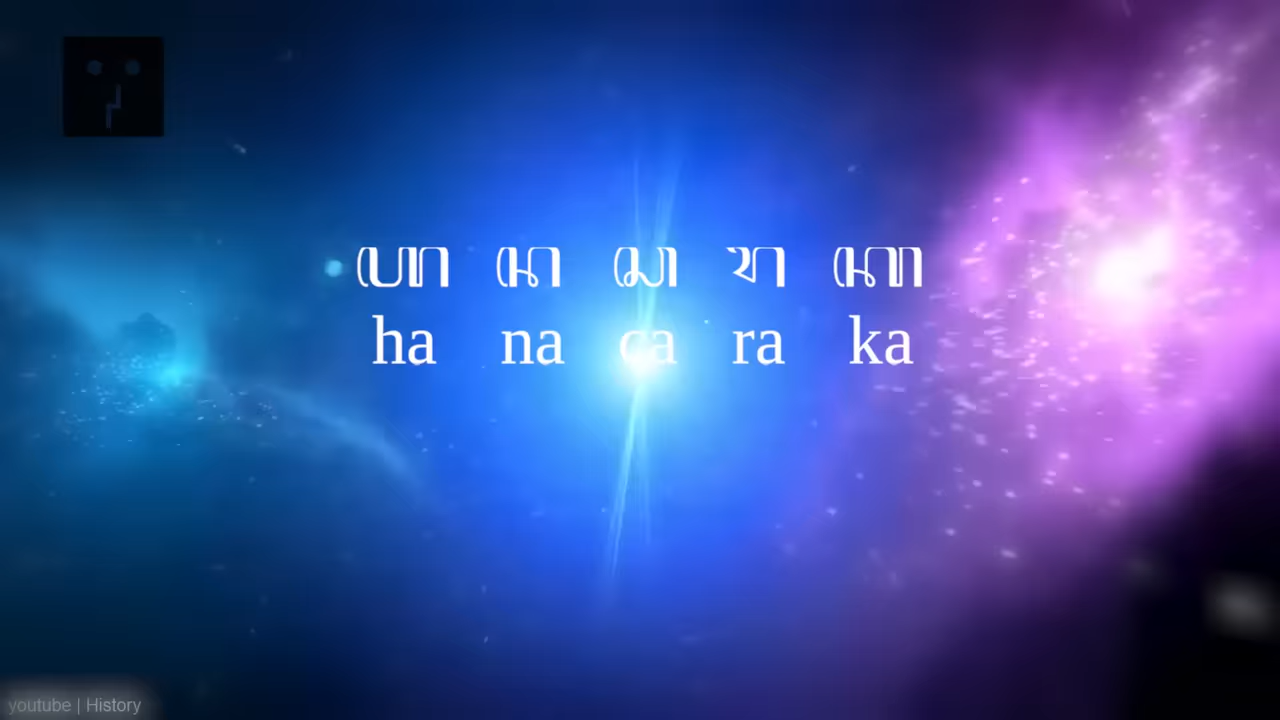 ꦲ ꦤ ꦕ ꦫ ꦏ
ha na ca ra ka
youtube | History